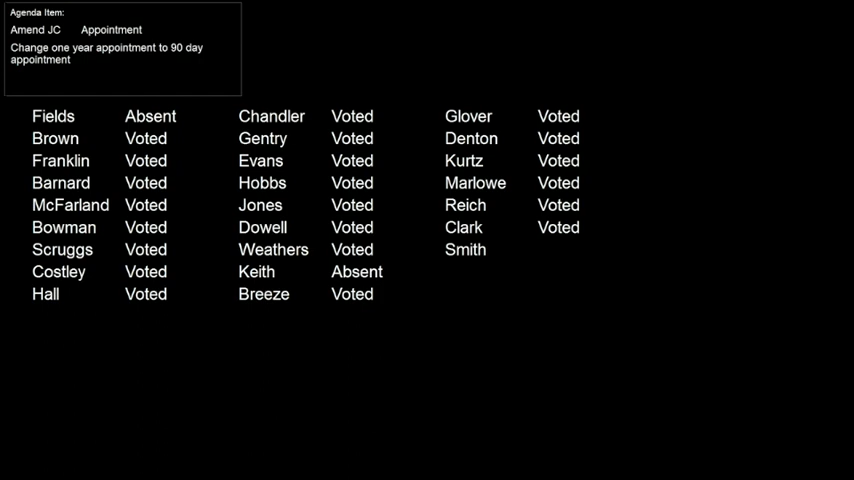 Agenda Item:
Amend JC Appointment
Change one year appointment to 90 day
appointment
Fields Absent Chandler Voted Glover Voted
Brown Voted Gentry Voted Denton Voted
Franklin Voted Evans Voted Kurtz Voted
Barnard Voted Hobbs Voted Marlowe Voted
McFarland Voted Jones Voted Reich Voted
Bowman Voted Dowell Voted Clark Voted
Scruggs Voted Weathers Voted Smith
Costley Voted Keith Absent
Hall Voted Breeze Voted